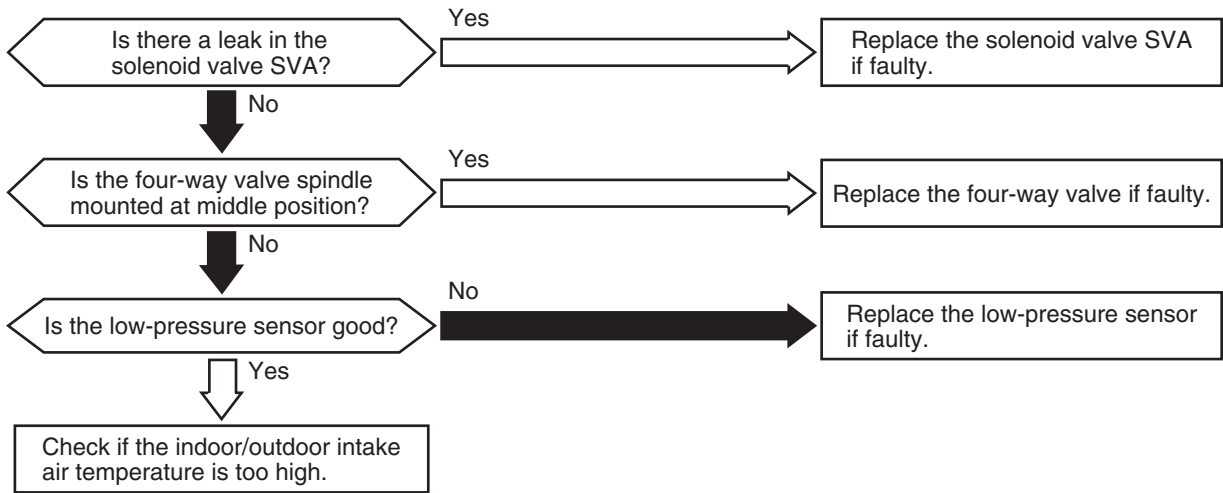 Is there a leak in the
solenoid valve SVA?
Yes
Replace the solenoid valve SVA
if faulty.
No
Is the four-way valve spindle
mounted at middle position?
Yes
Replace the four-way valve if faulty.
No
Is the low-pressure sensor good?
No
Replace the low-pressure sensor
if faulty.
Yes
Check if the indoor/outdoor intake
air temperature is too high.